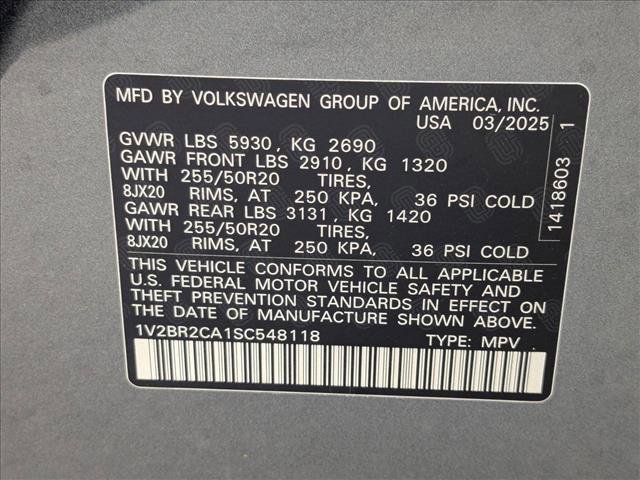 MFD BY VOLKSWAGEN GROUP OF AMERICA, INC.
USA 03/2025
GVWR LBS 5930, KG 2690
GAWR FRONT LBS 2910, KG 1320
WITH 255/50R20 TIRES,
8JX20 RIMS, AT 250 KPA, 36 PSI COLD
GAWR REAR LBS 3131, KG 1420
WITH 255/50R20 TIRES,
8JX20 RIMS, AT 250 KPA, 36 PSI COLD
THIS VEHICLE CONFORMS TO ALL APPLICABLE
U.S. FEDERAL MOTOR VEHICLE SAFETY AND
THEFT PREVENTION STANDARDS IN EFFECT ON
THE DATE OF MANUFACTURE SHOWN ABOVE.
1V2BR2CA1SC548118 TYPE: MPV
1418603 1